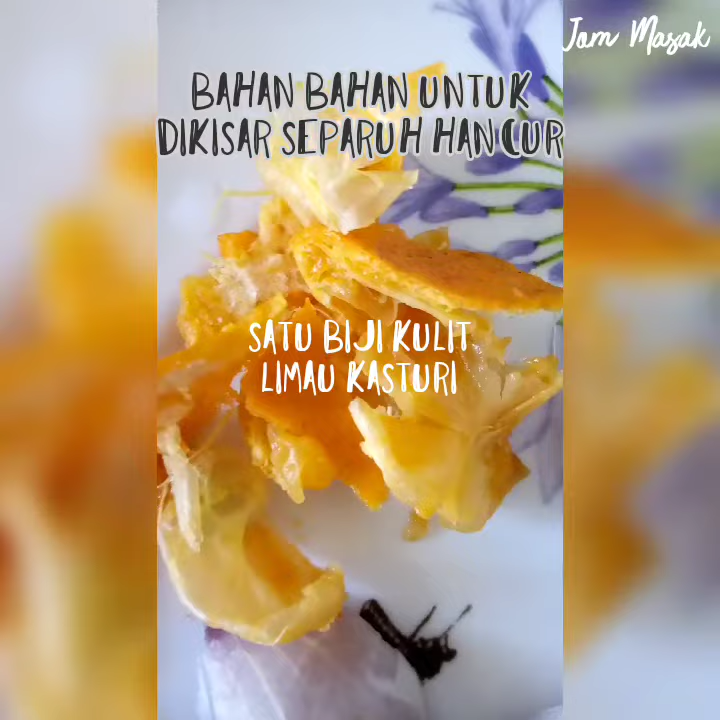 Jom Masak
BAHAN BAHAN UNTUK
DIKISAR SEPARUH HANCUR
SATU BIJI KULIT
LIMAU KASTURI